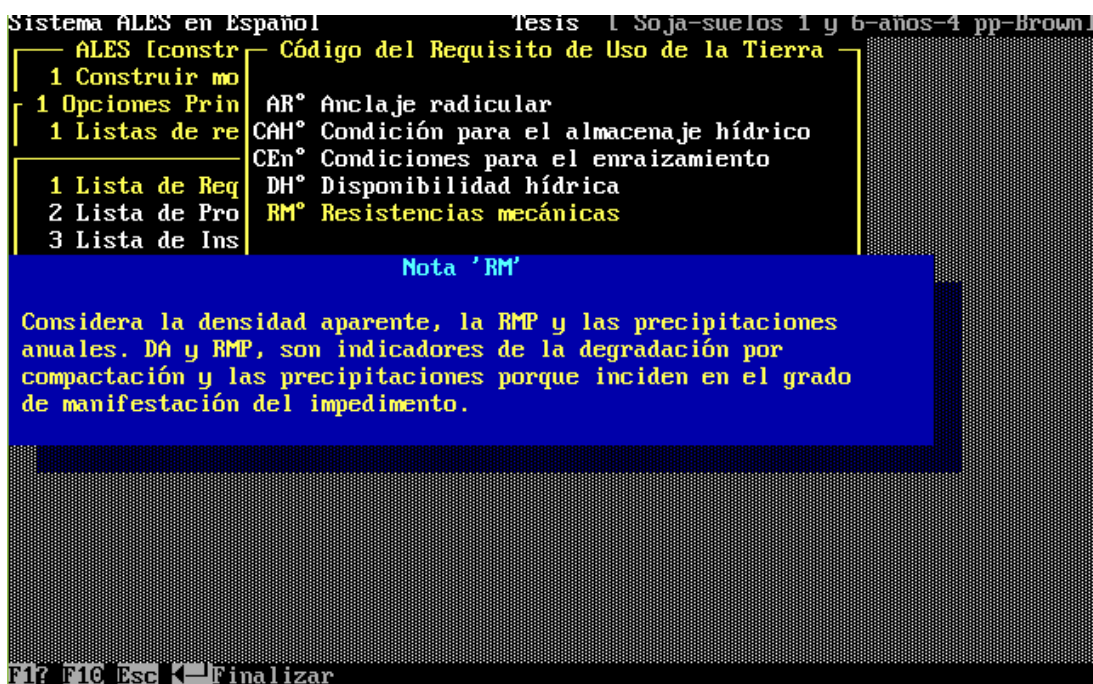 Sistema ALES en Español Tesis [ Soja-suelos 1 y 6-años-4 pp-Brown]
ALES [constr
Código del Requisito de Uso de la Tierra
1 Construir mo
1 Opciones Prin
AR° Anclaje radicular
1 Listas de re
CAH° Condición para el almacenaje hídrico
CEn° Condiciones para el enraizamiento
1 Lista de Req
DH° Disponibilidad hídrica
2 Lista de Pro
RM° Resistencias mecánicas
3 Lista de Ins
Nota 'RM'
Considera la densidad aparente, la RMP y las precipitaciones
anuales. DA y RMP, son indicadores de la degradación por
compactación y las precipitaciones porque inciden en el grado
de manifestación del impedimento.
F1? F10 Esc ◄─┘Finalizar